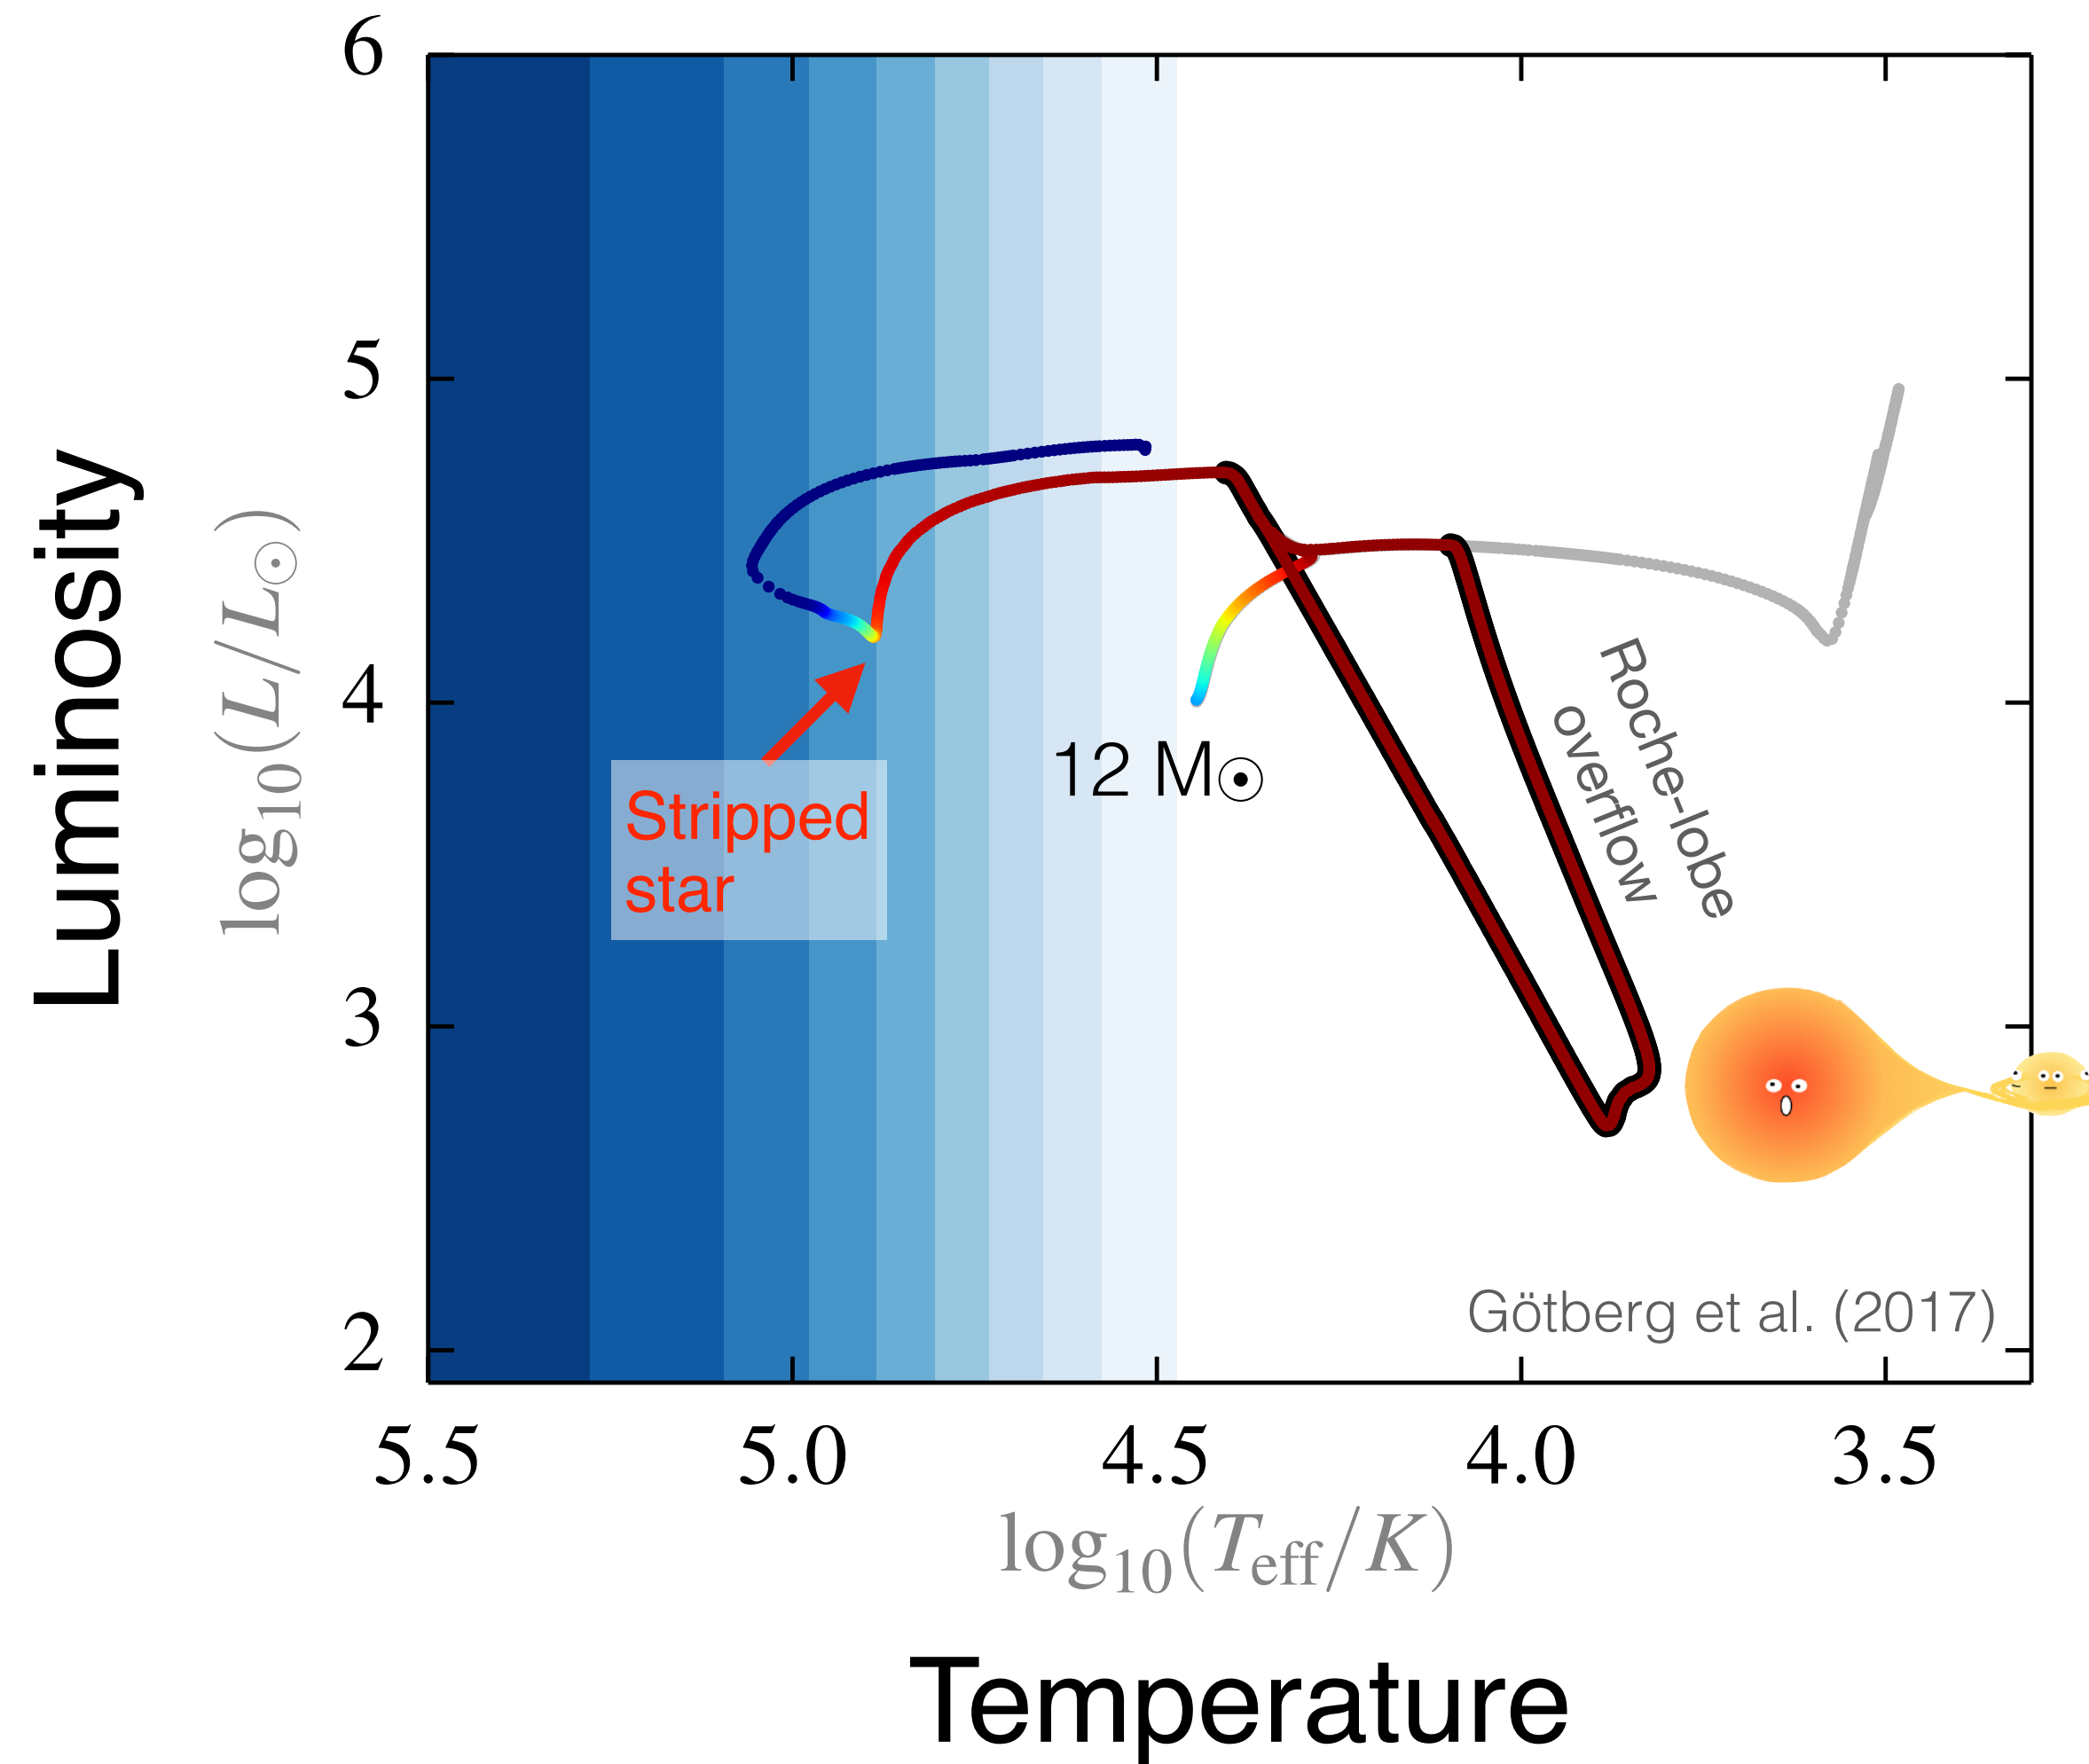 6
5
4
3
2
Luminosity
log₁₀(L/L☉)
Stripped
star
12 M☉
Roche-lobe
overflow
Götberg et al. (2017)
5.5 5.0 4.5 4.0 3.5
log₁₀(T_eff/K)
Temperature